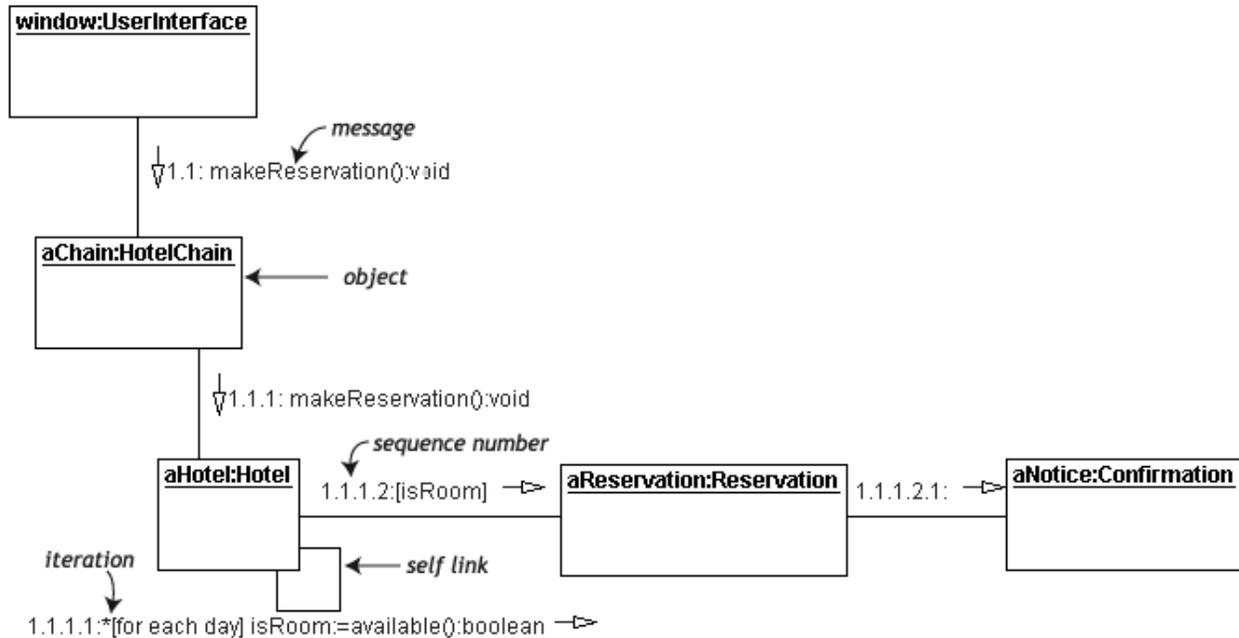 window:UserInterface
message
1.1: makeReservation():void
aChain:HotelChain
object
1.1.1: makeReservation():void
sequence number
aHotel:Hotel
1.1.1.2:[isRoom]
aReservation:Reservation
1.1.1.2.1:
aNotice:Confirmation
iteration
self link
1.1.1.1:*[for each day] isRoom:=available():boolean